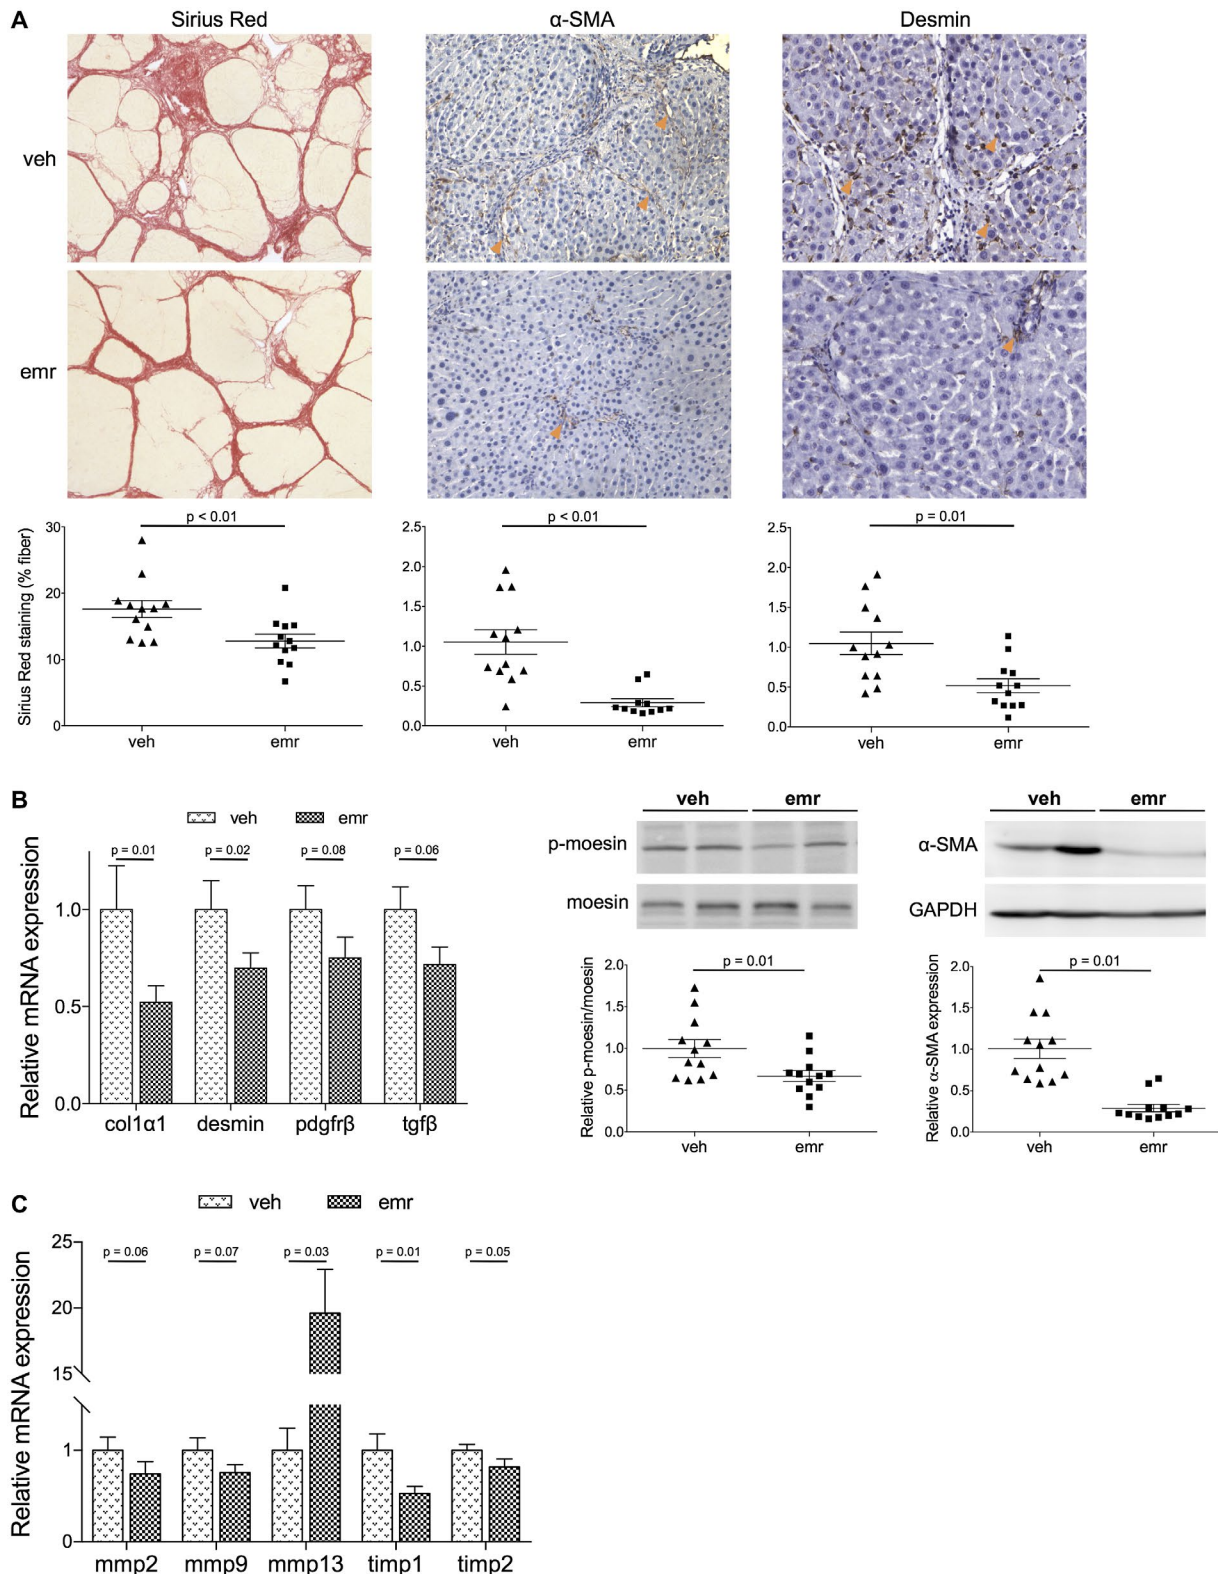 A
Sirius Red
α-SMA
Desmin
veh
emr
p < 0.01
p < 0.01
p = 0.01
Sirius Red staining (% fiber)
30
20
10
0
veh
emr
2.5
2.0
1.5
1.0
0.5
0.0
veh
emr
2.5
2.0
1.5
1.0
0.5
0.0
veh
emr
B
veh
emr
Relative mRNA expression
1.0
0.5
0.0
p = 0.01
p = 0.02
p = 0.08
p = 0.06
col1α1
desmin
pdgfrβ
tgfβ
veh
emr
p-moesin
moesin
p = 0.01
Relative p-moesin/moesin
2.0
1.5
1.0
0.5
0.0
veh
emr
veh
emr
α-SMA
GAPDH
p = 0.01
Relative α-SMA expression
2.0
1.5
1.0
0.5
0.0
veh
emr
C
veh
emr
Relative mRNA expression
25
20
15
1
0
p = 0.06
p = 0.07
p = 0.03
p = 0.01
p = 0.05
mmp2
mmp9
mmp13
timp1
timp2